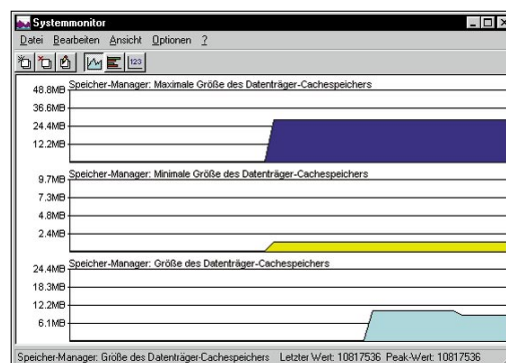 Systemmonitor
Datei Bearbeiten Ansicht Optionen ?
123
Speicher-Manager: Maximale Größe des Datenträger-Cachespeichers
48.8MB
36.6MB
24.4MB
12.2MB
Speicher-Manager: Minimale Größe des Datenträger-Cachespeichers
9.7MB
7.3MB
4.8MB
2.4MB
Speicher-Manager: Größe des Datenträger-Cachespeichers
24.4MB
18.3MB
12.2MB
6.1MB
Speicher-Manager: Größe des Datenträger-Cachespeichers Letzter Wert: 10817536 Peak-Wert: 10817536